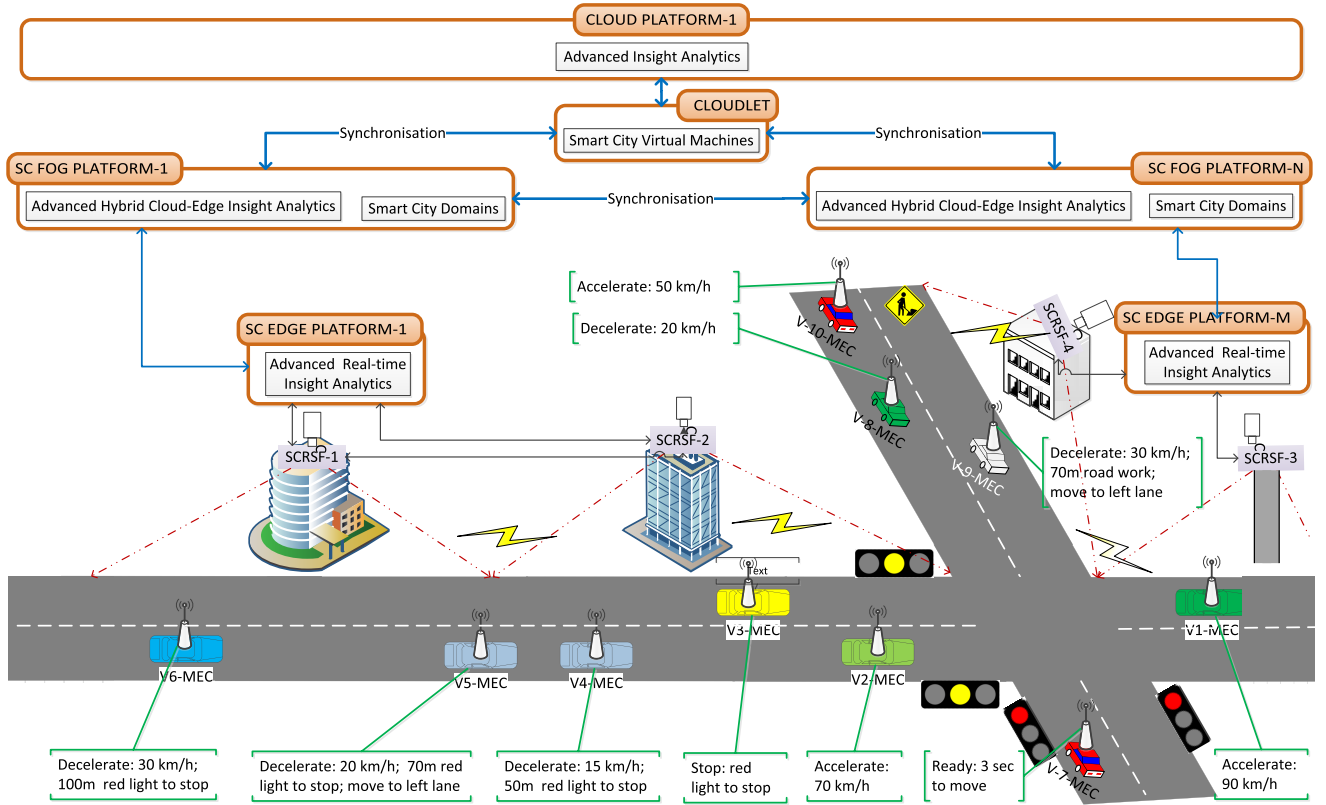 CLOUD PLATFORM-1
Advanced Insight Analytics
CLOUDLET
Smart City Virtual Machines
Synchronisation
Synchronisation
SC FOG PLATFORM-1
Advanced Hybrid Cloud-Edge Insight Analytics
Smart City Domains
Synchronisation
SC FOG PLATFORM-N
Advanced Hybrid Cloud-Edge Insight Analytics
Smart City Domains
Accelerate: 50 km/h
Decelerate: 20 km/h
V-10-MEC
V-8-MEC
V-9-MEC
SC EDGE PLATFORM-1
Advanced Real-time
Insight Analytics
SCRSF-4
SC EDGE PLATFORM-M
Advanced Real-time
Insight Analytics
SCRSF-1
SCRSF-2
Decelerate: 30 km/h;
70m road work;
move to left lane
SCRSF-3
Text
V3-MEC
V1-MEC
V6-MEC
V5-MEC
V4-MEC
V2-MEC
V-7-MEC
Decelerate: 30 km/h;
100m red light to stop
Decelerate: 20 km/h; 70m red
light to stop; move to left lane
Decelerate: 15 km/h;
50m red light to stop
Stop: red
light to stop
Accelerate:
70 km/h
Ready: 3 sec
to move
Accelerate:
90 km/h